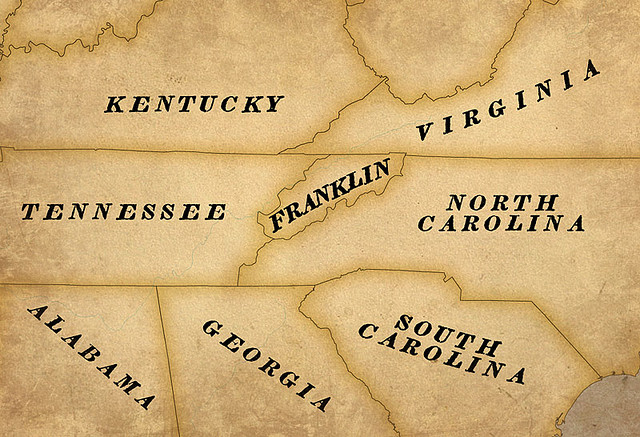 KENTUCKY
VIRGINIA
TENNESSEE
FRANKLIN
NORTH
CAROLINA
ALABAMA
GEORGIA
SOUTH
CAROLINA